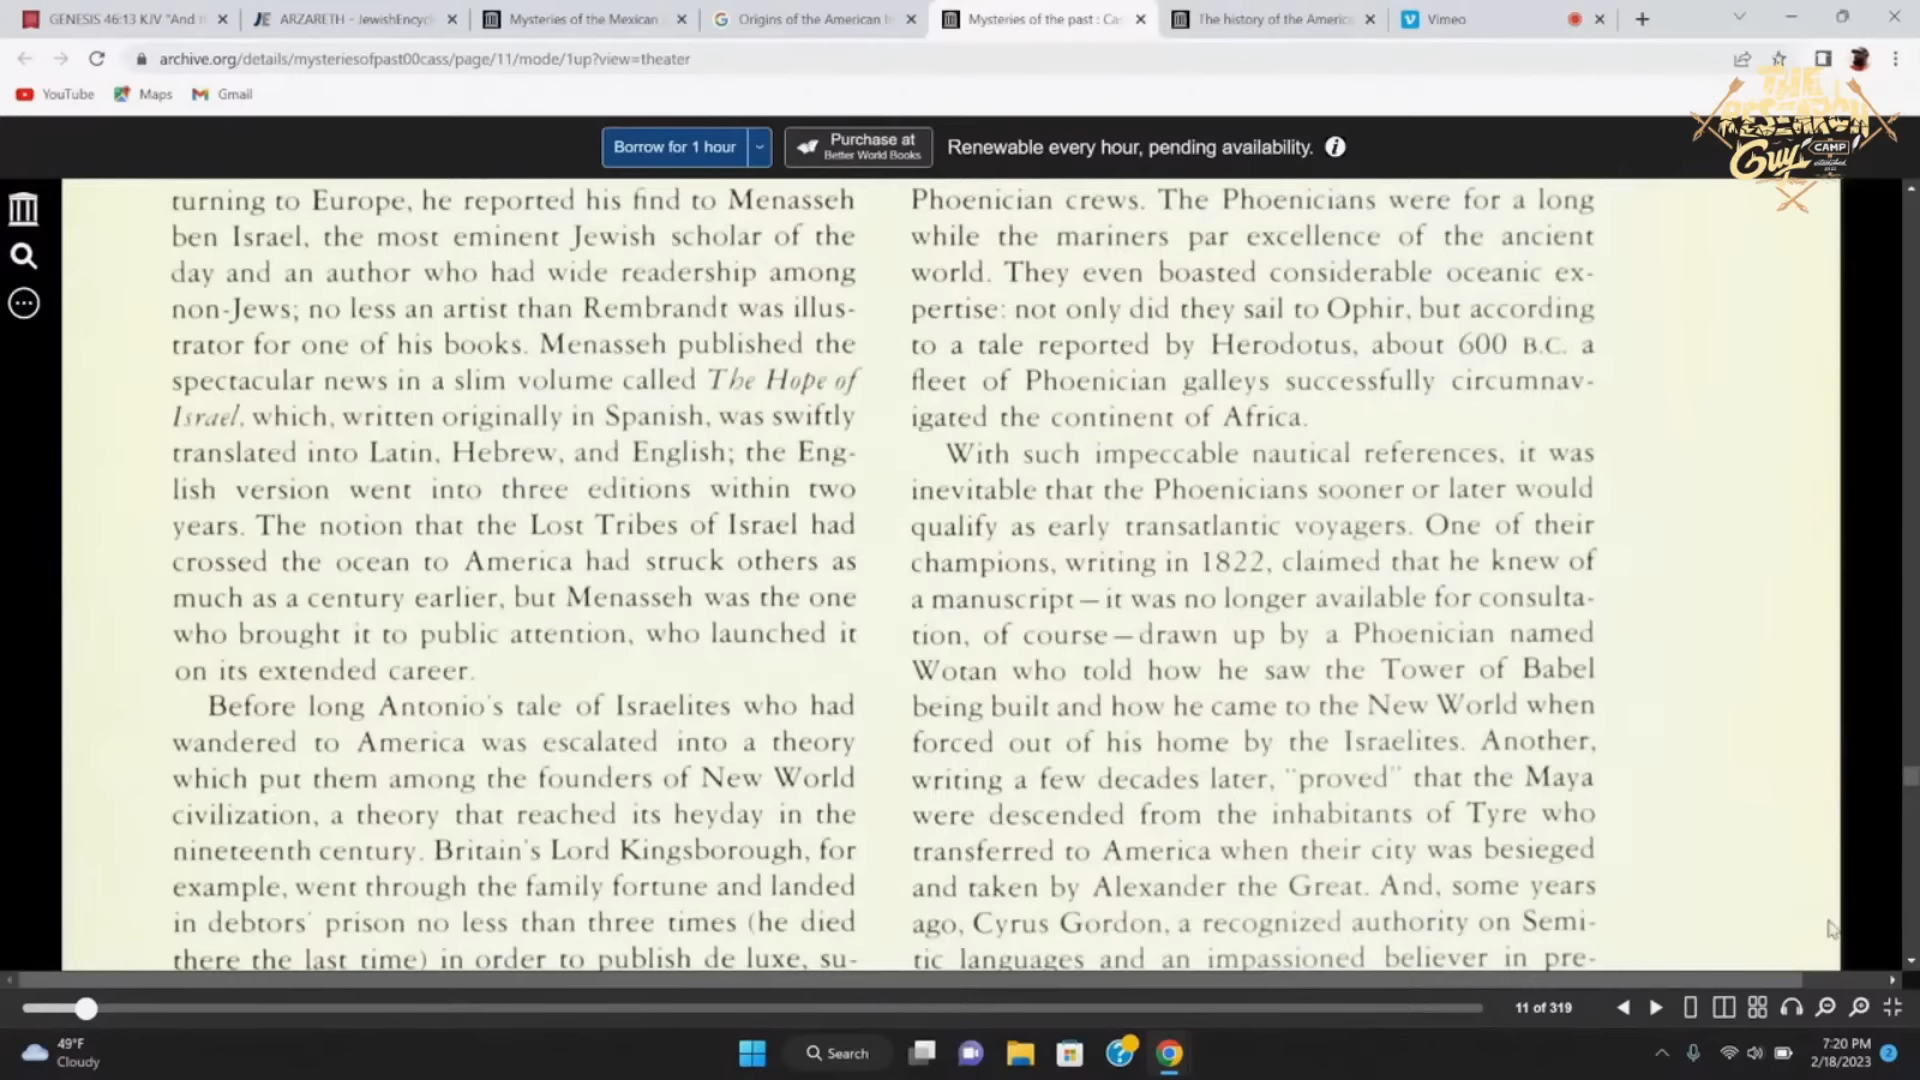 GENESIS 46:13 KJV "And
ARZARETH - JewishEncycl
Mysteries of the Mexican
Origins of the American I
Mysteries of the past : Cas
The history of the America
Vimeo
archive.org/details/mysteriesofpast00cass/page/11/mode/1up?view=theater
YouTube
Maps
Gmail
THE
RESEARCH
GUY
CAMP
Borrow for 1 hour
Purchase at
Better World Books
Renewable every hour, pending availability.
turning to Europe, he reported his find to Menasseh
ben Israel, the most eminent Jewish scholar of the
day and an author who had wide readership among
non-Jews; no less an artist than Rembrandt was illus-
trator for one of his books. Menasseh published the
spectacular news in a slim volume called The Hope of
Israel, which, written originally in Spanish, was swiftly
translated into Latin, Hebrew, and English; the Eng-
lish version went into three editions within two
years. The notion that the Lost Tribes of Israel had
crossed the ocean to America had struck others as
much as a century earlier, but Menasseh was the one
who brought it to public attention, who launched it
on its extended career.
Before long Antonio's tale of Israelites who had
wandered to America was escalated into a theory
which put them among the founders of New World
civilization, a theory that reached its heyday in the
nineteenth century. Britain's Lord Kingsborough, for
example, went through the family fortune and landed
in debtors' prison no less than three times (he died
there the last time) in order to publish de luxe, su-
Phoenician crews. The Phoenicians were for a long
while the mariners par excellence of the ancient
world. They even boasted considerable oceanic ex-
pertise: not only did they sail to Ophir, but according
to a tale reported by Herodotus, about 600 B.C. a
fleet of Phoenician galleys successfully circumnav-
igated the continent of Africa.
With such impeccable nautical references, it was
inevitable that the Phoenicians sooner or later would
qualify as early transatlantic voyagers. One of their
champions, writing in 1822, claimed that he knew of
a manuscript—it was no longer available for consulta-
tion, of course—drawn up by a Phoenician named
Wotan who told how he saw the Tower of Babel
being built and how he came to the New World when
forced out of his home by the Israelites. Another,
writing a few decades later, "proved" that the Maya
were descended from the inhabitants of Tyre who
transferred to America when their city was besieged
and taken by Alexander the Great. And, some years
ago, Cyrus Gordon, a recognized authority on Semi-
tic languages and an impassioned believer in pre-
11 of 319
49°F
Cloudy
Search
7:20 PM
2/18/2023
2